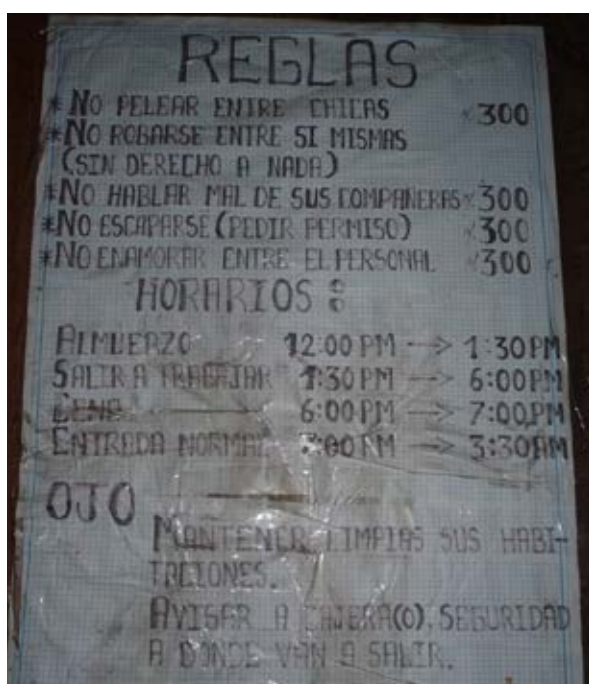 REGLAS
* NO PELEAR ENTRE CHICAS × 300
* NO ROBARSE ENTRE SI MISMAS
(SIN DERECHO A NADA)
* NO HABLAR MAL DE SUS COMPAÑERAS × 300
* NO ESCAPARSE (PEDIR PERMISO) × 300
* NO ENAMORAR ENTRE EL PERSONAL × 300
HORARIOS :
ALMUERZO 12:00 PM --> 1:30 PM
SALIR A TRABAJAR 1:30 PM --> 6:00 PM
CENA 6:00 PM --> 7:00 PM
ENTRADA NORMAL 7:00 PM --> 3:30 AM
OJO
MANTENER LIMPIAS SUS HABI-
TACIONES.
AVISAR A CAJERA(O), SEGURIDAD
A DONDE VAN A SALIR.